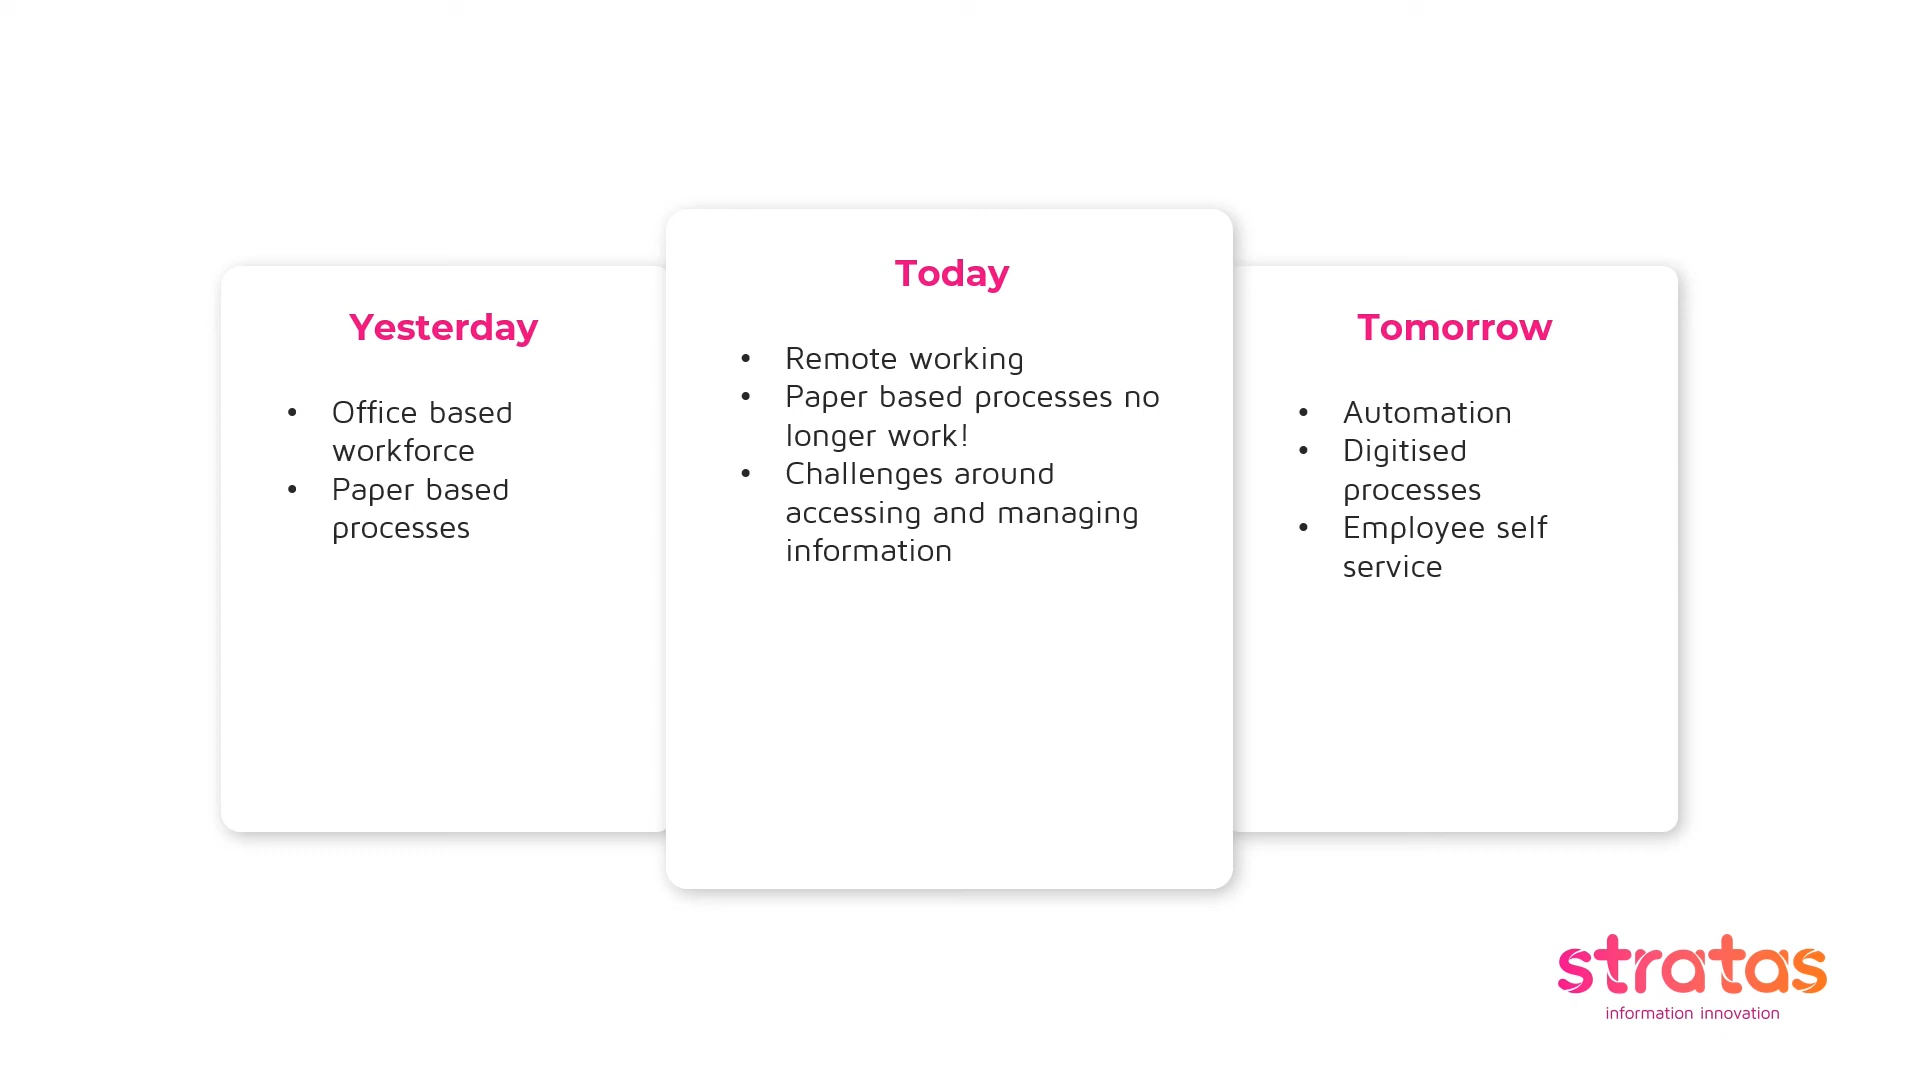 Yesterday
• Office based
workforce
• Paper based
processes
Today
• Remote working
• Paper based processes no
longer work!
• Challenges around
accessing and managing
information
Tomorrow
• Automation
• Digitised
processes
• Employee self
service
stratas
information innovation